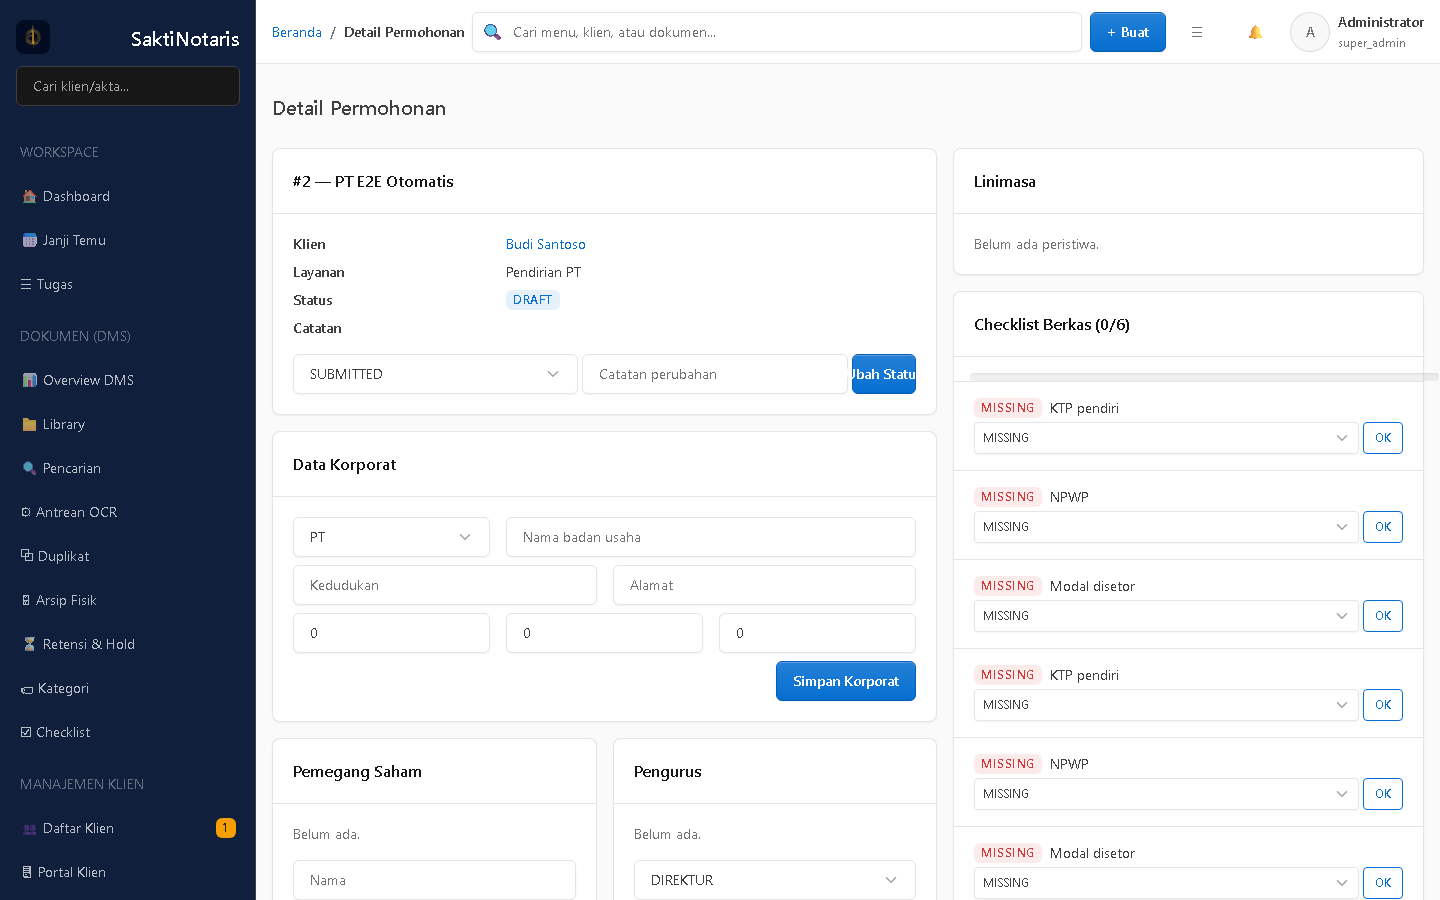 SaktiNotaris
Cari klien/akta...
WORKSPACE
Dashboard
Janji Temu
Tugas
DOKUMEN (DMS)
Overview DMS
Library
Pencarian
Antrean OCR
Duplikat
Arsip Fisik
Retensi & Hold
Kategori
Checklist
MANAJEMEN KLIEN
Daftar Klien 1
Portal Klien
Beranda / Detail Permohonan
Cari menu, klien, atau dokumen...
+ Buat
A
Administrator
super_admin
Detail Permohonan
#2 — PT E2E Otomatis
Klien Budi Santoso
Layanan Pendirian PT
Status DRAFT
Catatan
SUBMITTED Catatan perubahan Ubah Statu
Data Korporat
PT Nama badan usaha
Kedudukan Alamat
0 0 0
Simpan Korporat
Pemegang Saham
Belum ada.
Nama
Pengurus
Belum ada.
DIREKTUR
Linimasa
Belum ada peristiwa.
Checklist Berkas (0/6)
MISSING KTP pendiri
MISSING OK
MISSING NPWP
MISSING OK
MISSING Modal disetor
MISSING OK
MISSING KTP pendiri
MISSING OK
MISSING NPWP
MISSING OK
MISSING Modal disetor
MISSING OK